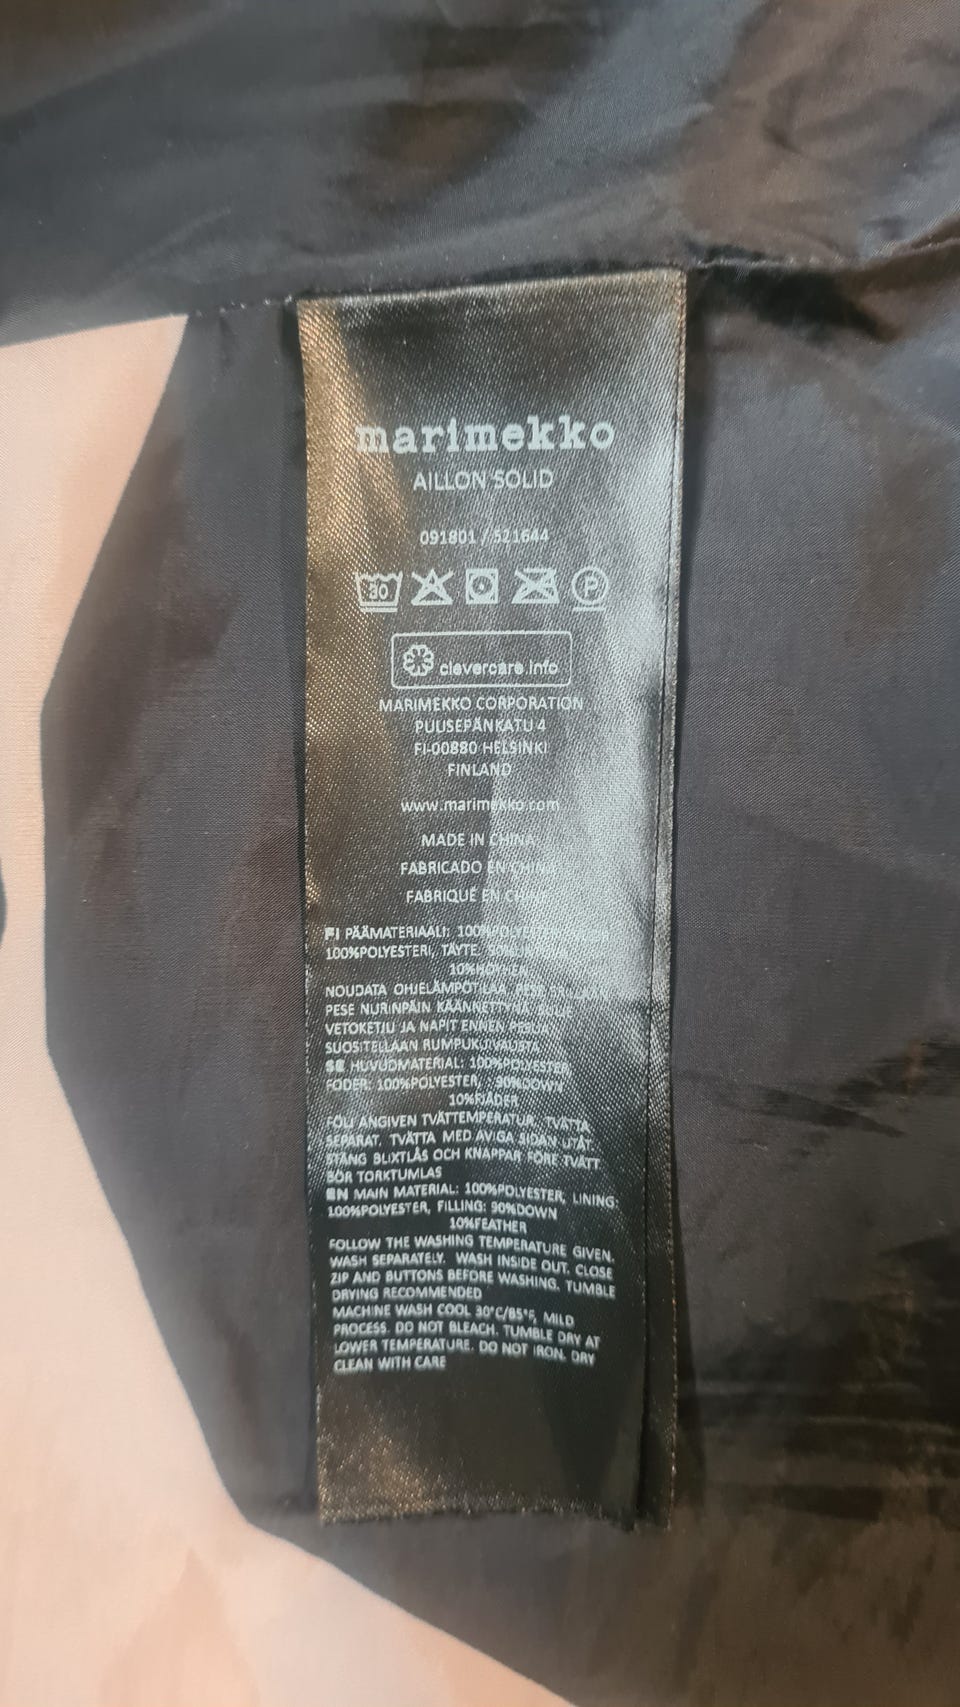 marimekko
AILLON SOLID
091801 / 521644
30 P
clevercare.info
MARIMEKKO CORPORATION
PUUSEPÄNKATU 4
FI-00880 HELSINKI
FINLAND
www.marimekko.com
MADE IN CHINA
FABRICADO EN CHINA
FABRIQUÉ EN CHINE
FI PÄÄMATERIAALI: 100%POLYESTERI,
100%POLYESTERI, TÄYTE:
10%HÖYHEN
NOUDATA OHJELÄMPÖTILAA, PESE
PESE NURINPÄIN KÄÄNNETTYNÄ. SULJE
VETOKETJU JA NAPIT ENNEN PESUA
SUOSITELLAAN RUMPUKUIVAUSTA
SE HUVUDMATERIAL: 100%POLYESTER,
FODER: 100%POLYESTER, 90%DOWN
10%FJÄDER
FÖLJ ANGIVEN TVÄTTEMPERATUR. TVÄTTA
SEPARAT. TVÄTTA MED AVIGA SIDAN UTÅT.
STÄNG BLIXTLÅS OCH KNAPPAR FÖRE TVÄTT
BÖR TORKTUMLAS
EN MAIN MATERIAL: 100%POLYESTER, LINING:
100%POLYESTER, FILLING: 90%DOWN
10%FEATHER
FOLLOW THE WASHING TEMPERATURE GIVEN.
WASH SEPARATELY. WASH INSIDE OUT. CLOSE
ZIP AND BUTTONS BEFORE WASHING. TUMBLE
DRYING RECOMMENDED
MACHINE WASH COOL 30°C/85°F, MILD
PROCESS. DO NOT BLEACH. TUMBLE DRY AT
LOWER TEMPERATURE. DO NOT IRON. DRY
CLEAN WITH CARE